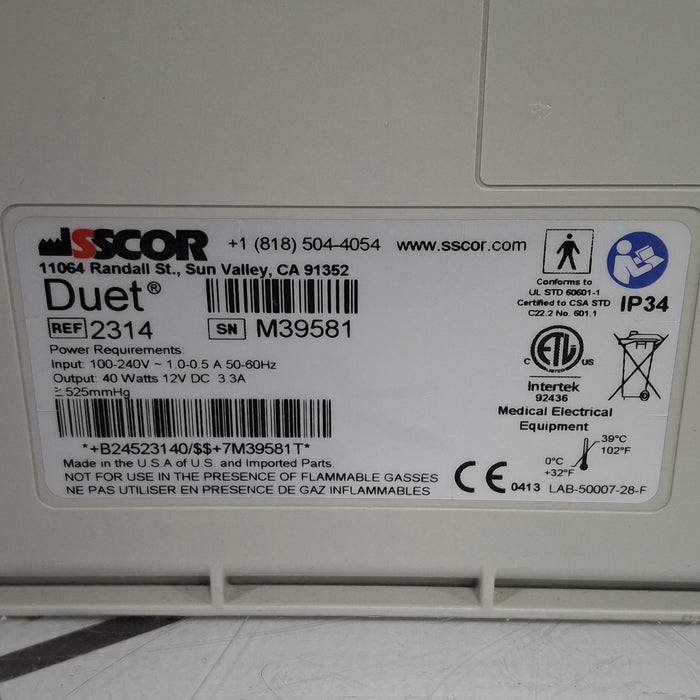 SSCOR +1 (818) 504-4054 www.sscor.com
11064 Randall St., Sun Valley, CA 91352
Duet®
REF 2314 SN M39581
Power Requirements:
Input: 100-240V ~ 1.0-0.5 A 50-60Hz
Output: 40 Watts 12V DC 3.3A
≥525mmHg
*+B24523140/$$+7M39581T*
Made in the U.S.A of U.S. and Imported Parts.
NOT FOR USE IN THE PRESENCE OF FLAMMABLE GASSES
NE PAS UTILISER EN PRESENCE DE GAZ INFLAMMABLES
Conforms to
UL STD 60601-1
Certified to CSA STD
C22.2 No. 601.1
IP34
C ETL US
LISTED
Intertek
92436
Medical Electrical
Equipment
39°C
102°F
0°C
+32°F
CE 0413 LAB-50007-28-F